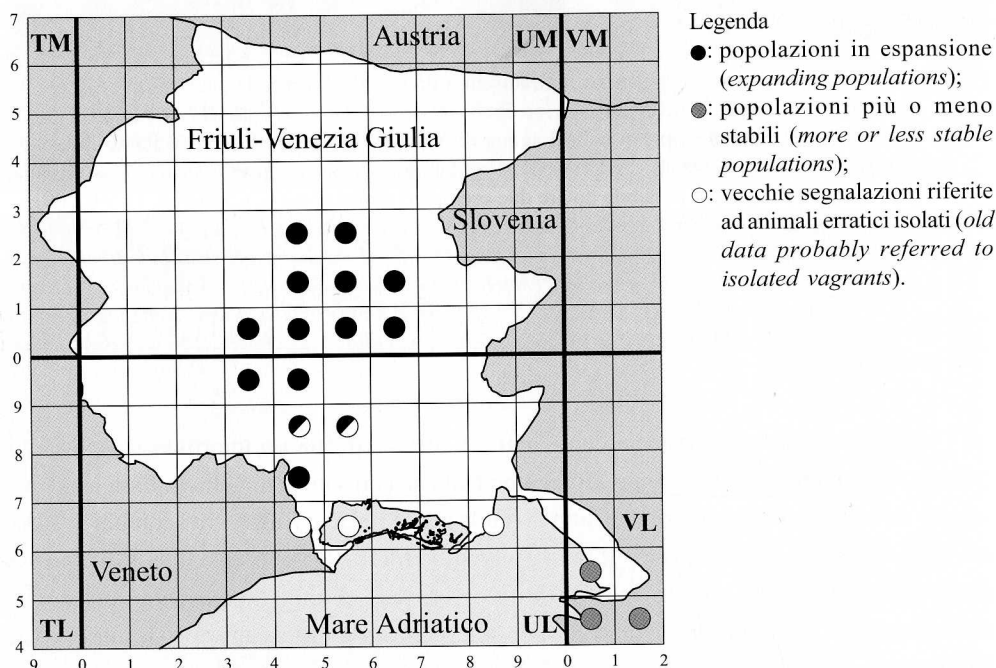 7
TM
Austria
UM VM
6
5
Friuli-Venezia Giulia
4
3
Slovenia
2
1
0
9
8
7
VL
6
Veneto
5
TL
Mare Adriatico
UL
4
9 0 1 2 3 4 5 6 7 8 9 0 1 2
Legenda
●: popolazioni in espansione
(expanding populations);
: popolazioni più o meno
stabili (more or less stable
populations);
○: vecchie segnalazioni riferite
ad animali erratici isolati (old
data probably referred to
isolated vagrants).